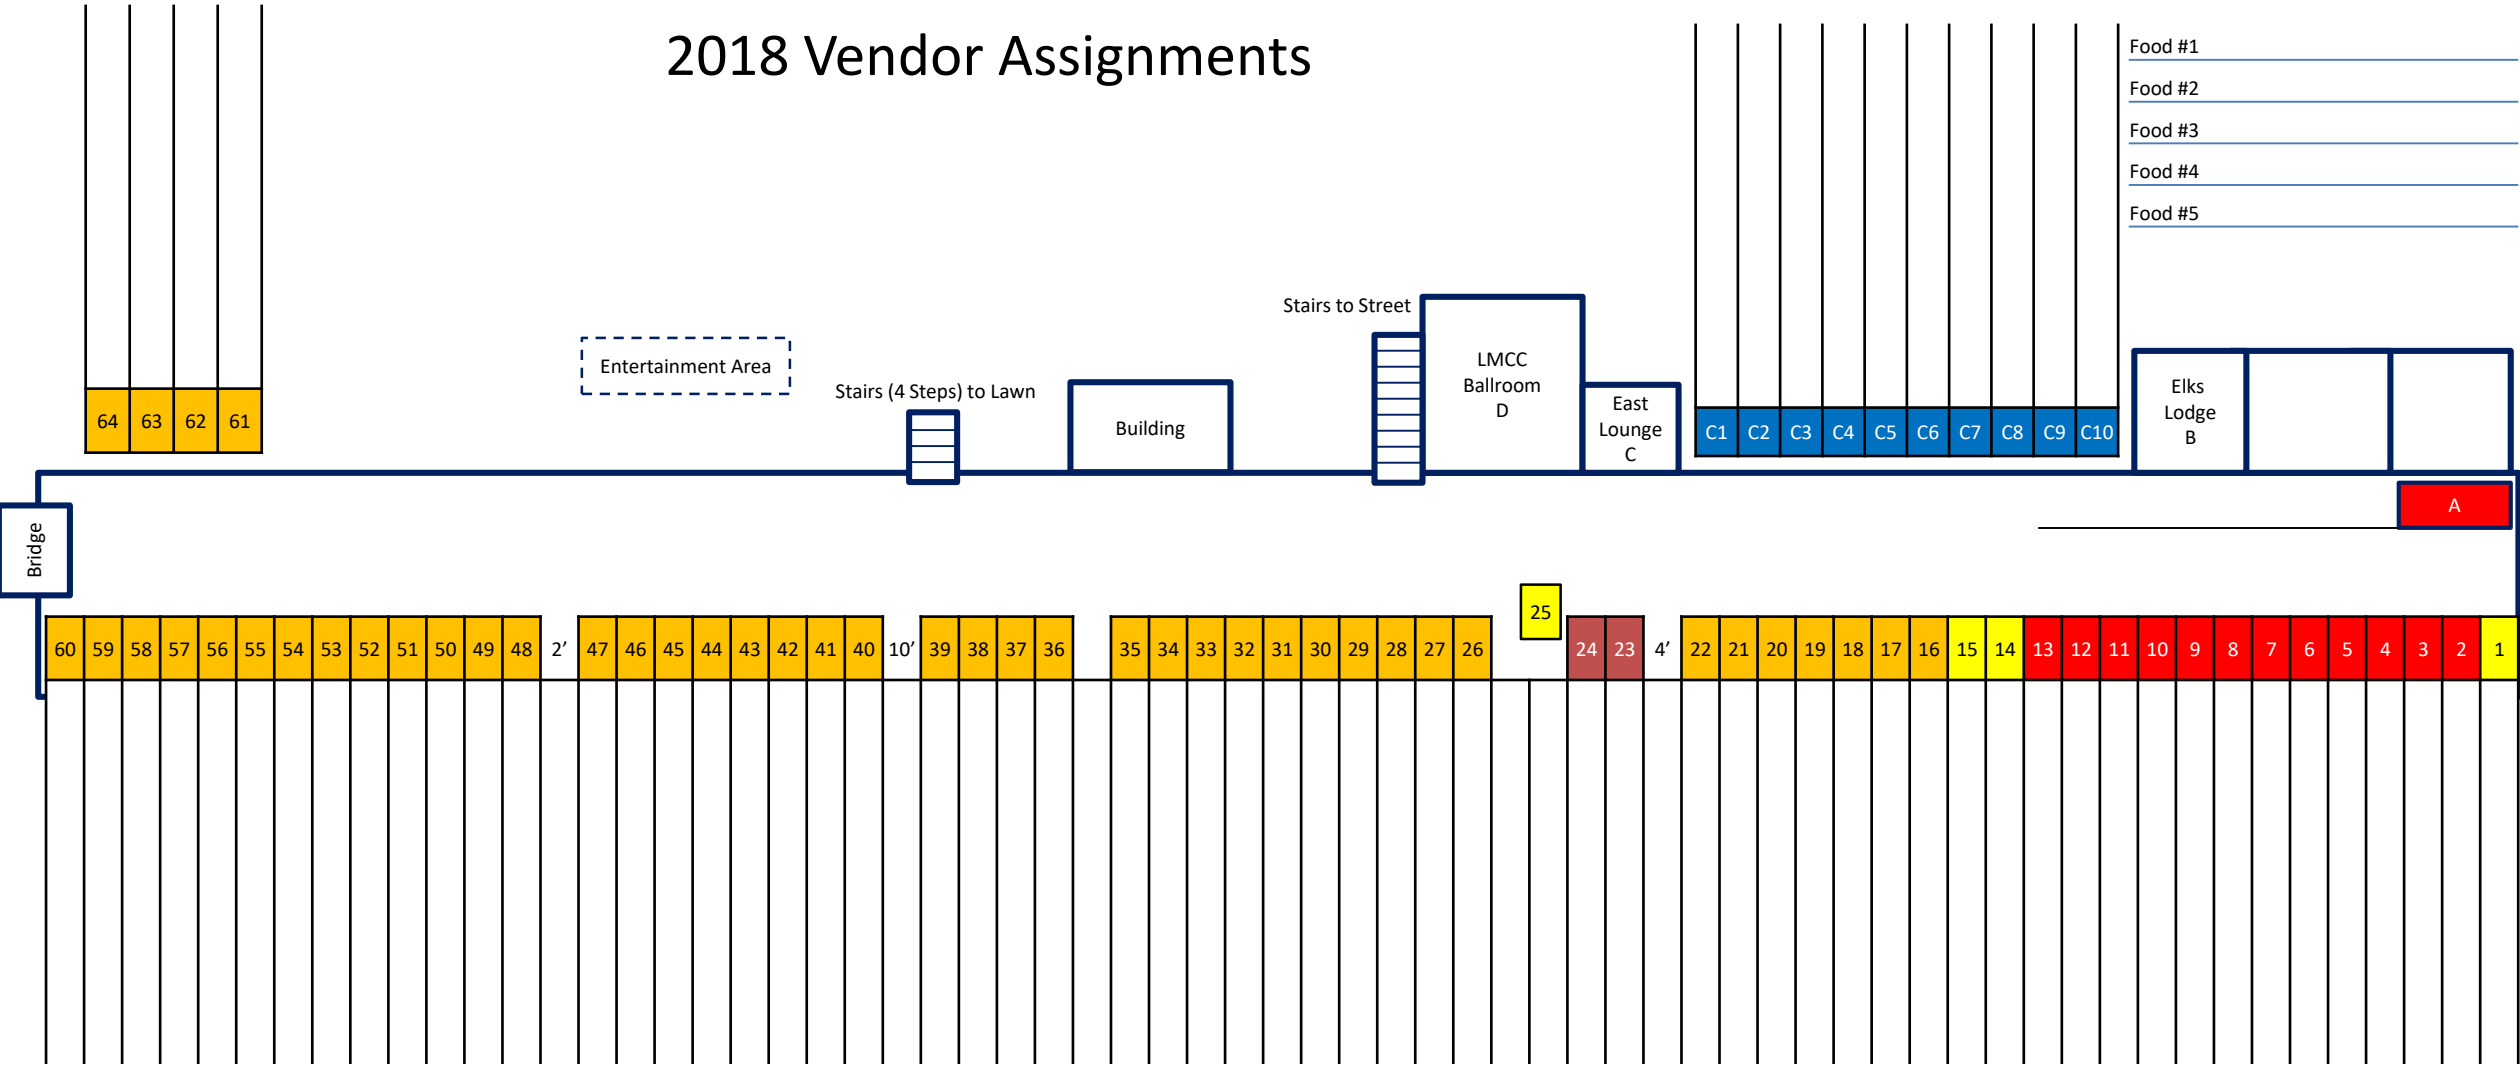 2018 Vendor Assignments
Food #1
Food #2
Food #3
Food #4
Food #5
Stairs to Street
Entertainment Area
Stairs (4 Steps) to Lawn
Building
LMCC
Ballroom
D
East
Lounge
C
Elks
Lodge
B
64 63 62 61
C1 C2 C3 C4 C5 C6 C7 C8 C9 C10
A
Bridge
25
60 59 58 57 56 55 54 53 52 51 50 49 48 2’ 47 46 45 44 43 42 41 40 10’ 39 38 37 36 35 34 33 32 31 30 29 28 27 26 24 23 4’ 22 21 20 19 18 17 16 15 14 13 12 11 10 9 8 7 6 5 4 3 2 1